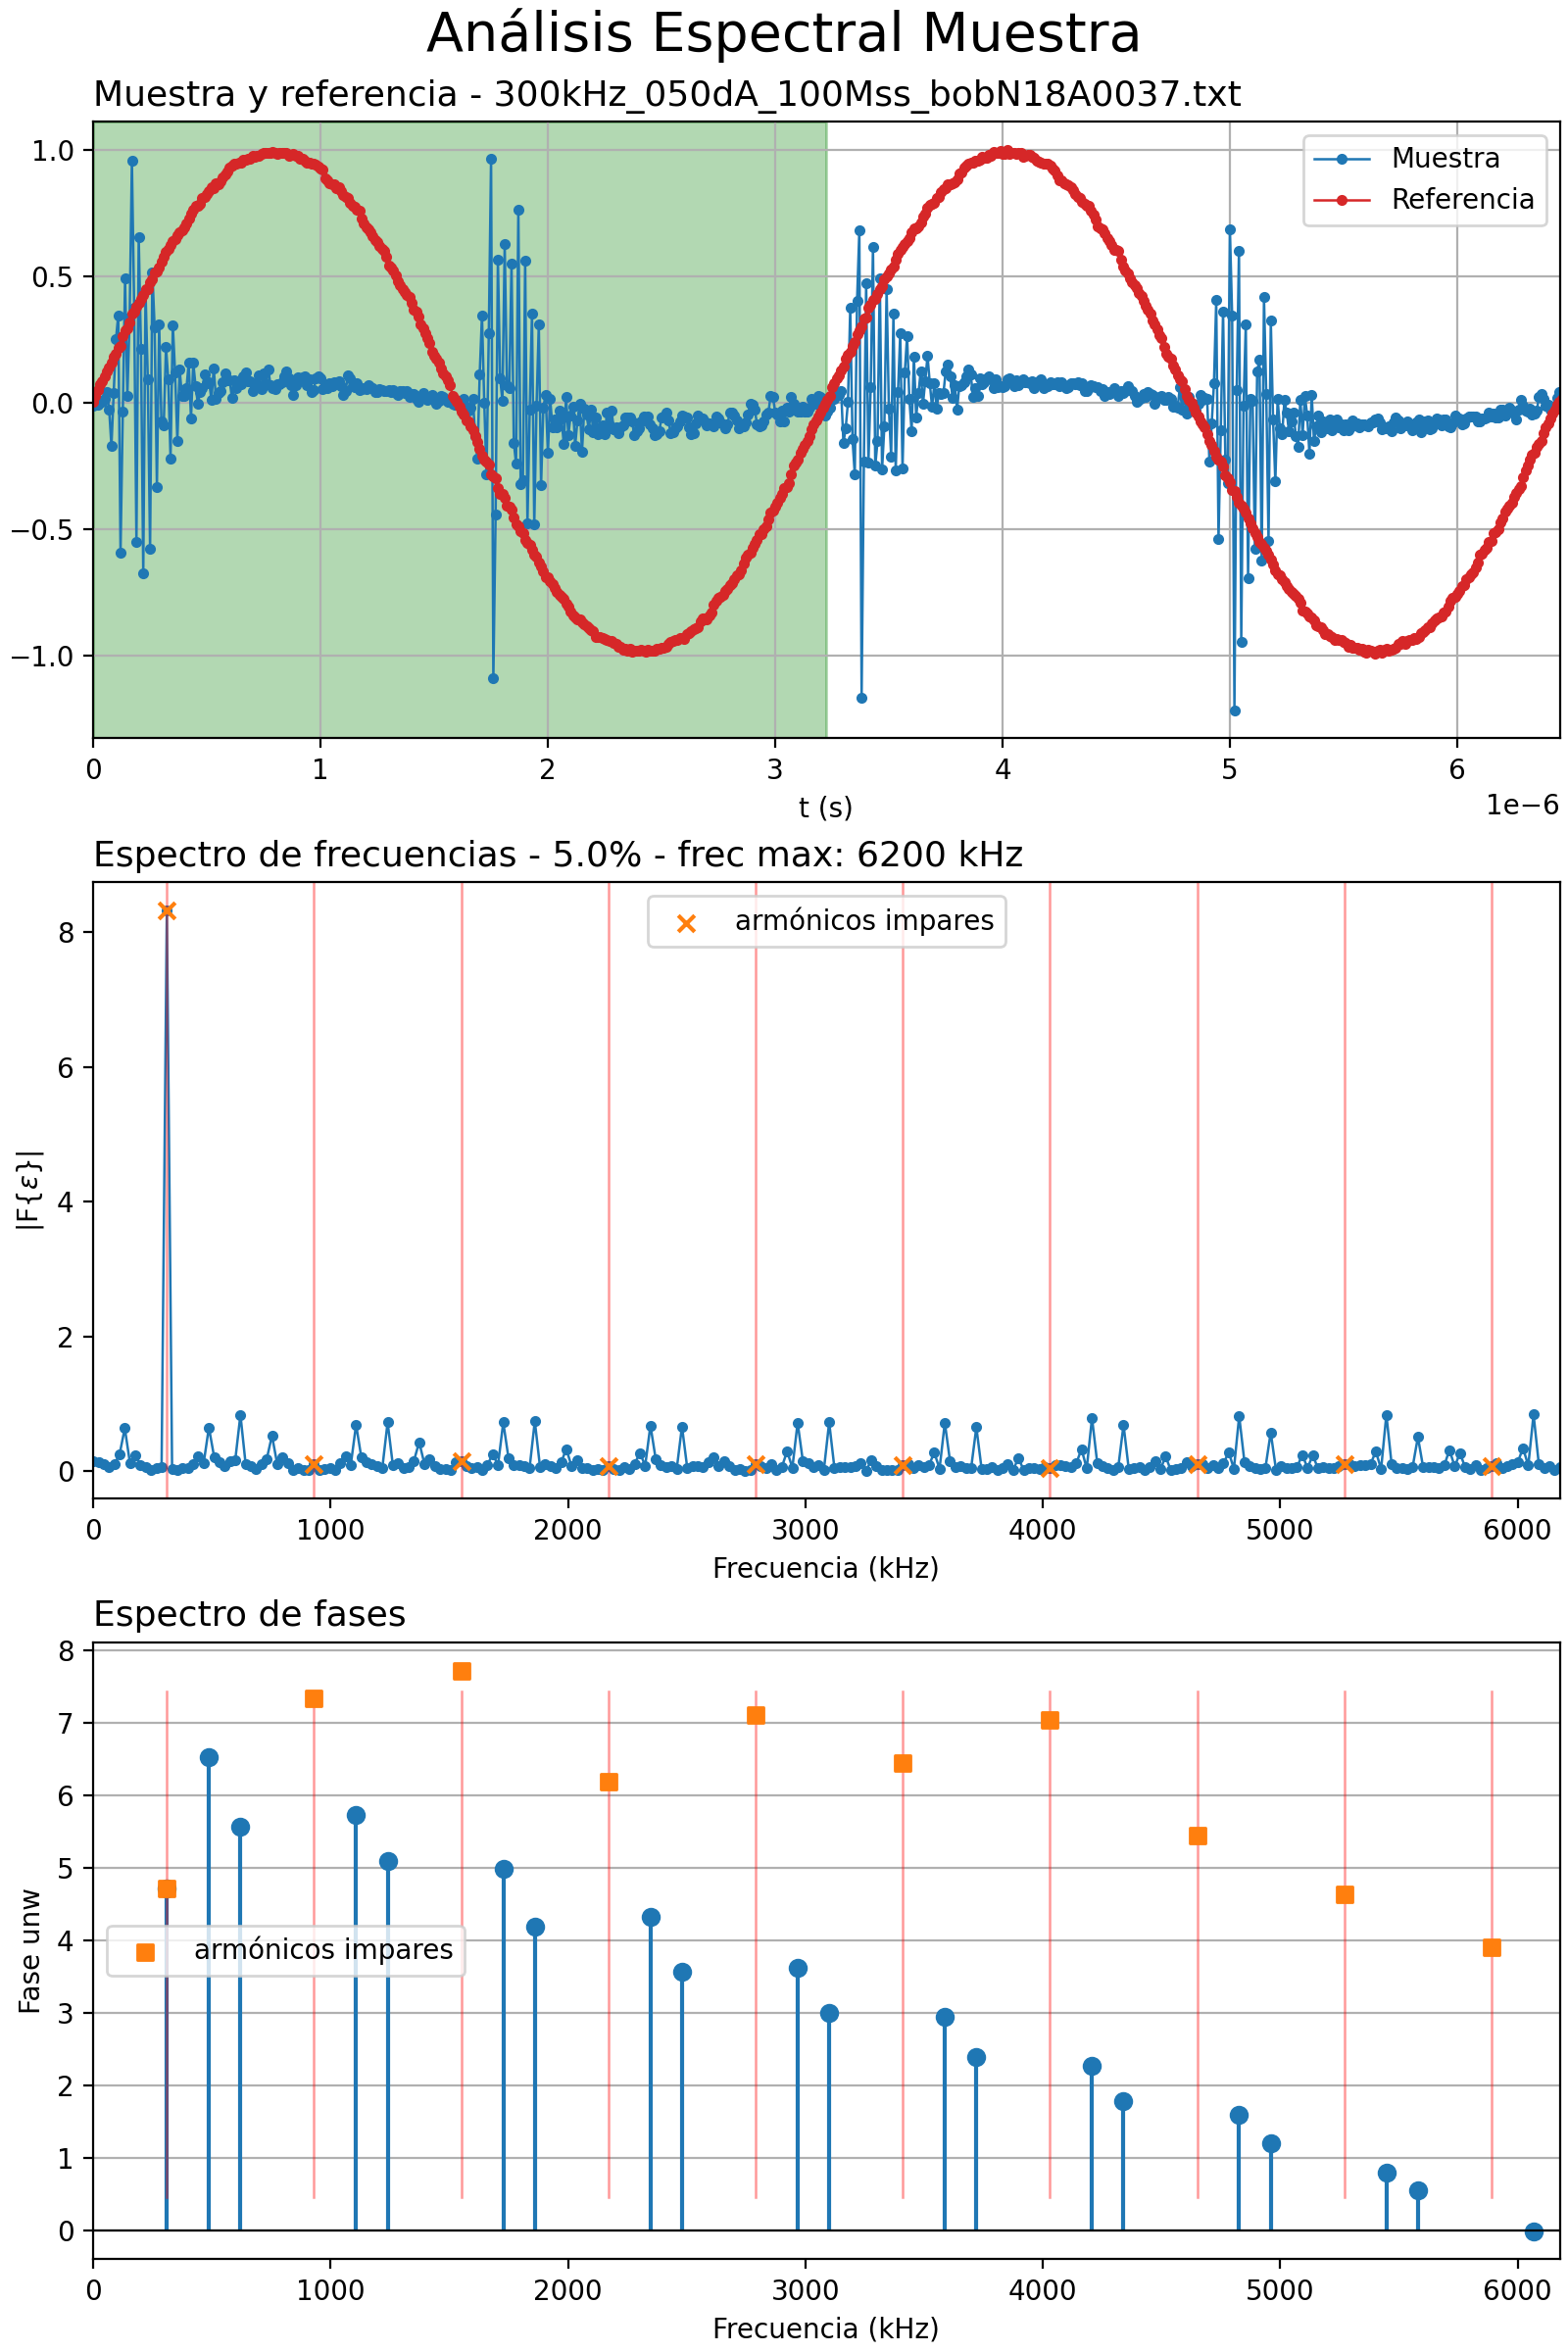 Análisis Espectral Muestra
Muestra y referencia - 300kHz_050dA_100Mss_bobN18A0037.txt
Muestra
Referencia
1.0
0.5
0.0
−0.5
−1.0
0 1 2 3 4 5 6
t (s)
1e−6
Espectro de frecuencias - 5.0% - frec max: 6200 kHz
armónicos impares
8
6
4
2
0
|F{ε}|
0 1000 2000 3000 4000 5000 6000
Frecuencia (kHz)
Espectro de fases
8
7
6
5
4
3
2
1
0
Fase unw
armónicos impares
0 1000 2000 3000 4000 5000 6000
Frecuencia (kHz)